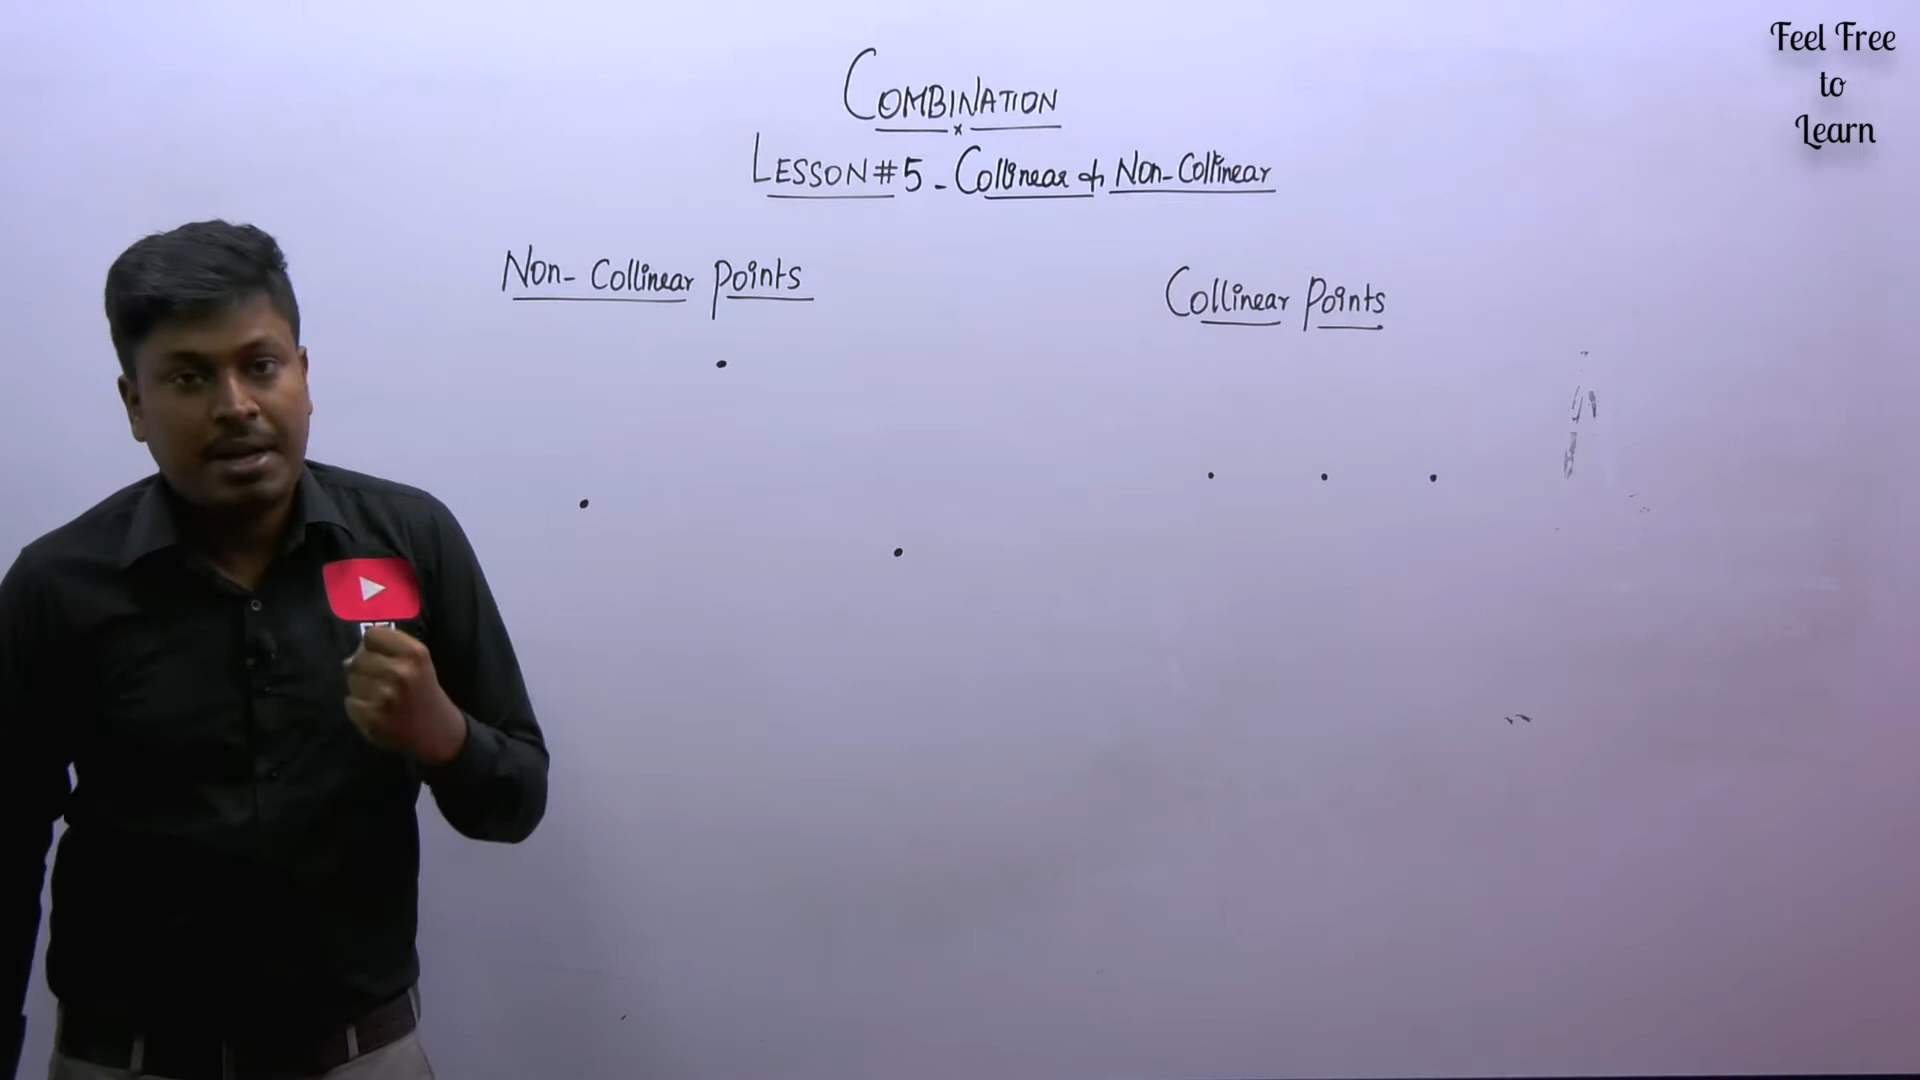 Feel Free
to
Learn
COMBINATION
LESSON#5 - Collinear & Non-Collinear
Non-Collinear points
Collinear points